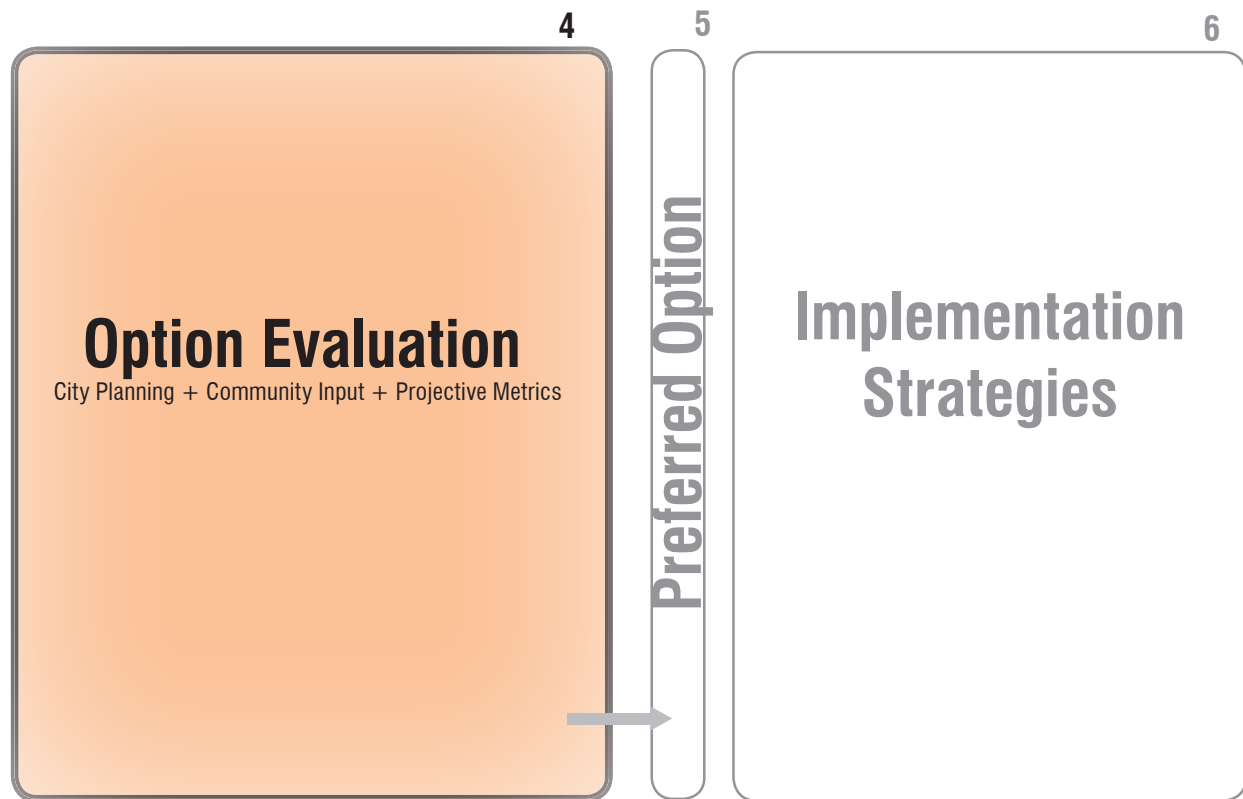 4
Option Evaluation
City Planning + Community Input + Projective Metrics
5
Preferred Option
6
Implementation
Strategies